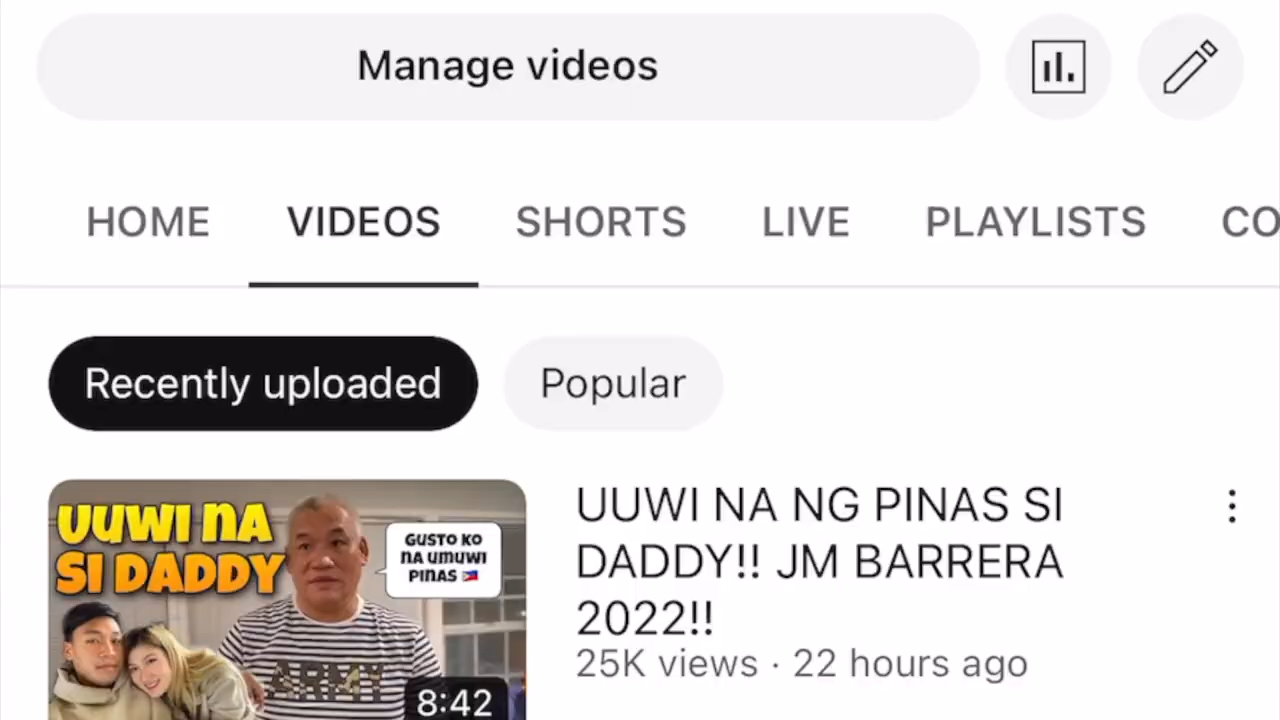 Manage videos
HOME VIDEOS SHORTS LIVE PLAYLISTS CO
Recently uploaded Popular
UUWI NA
SI DADDY
GUSTO KO
NA UMUWI
PINAS 🇵🇭
ARMY
8:42
UUWI NA NG PINAS SI
DADDY!! JM BARRERA
2022!!
25K views · 22 hours ago